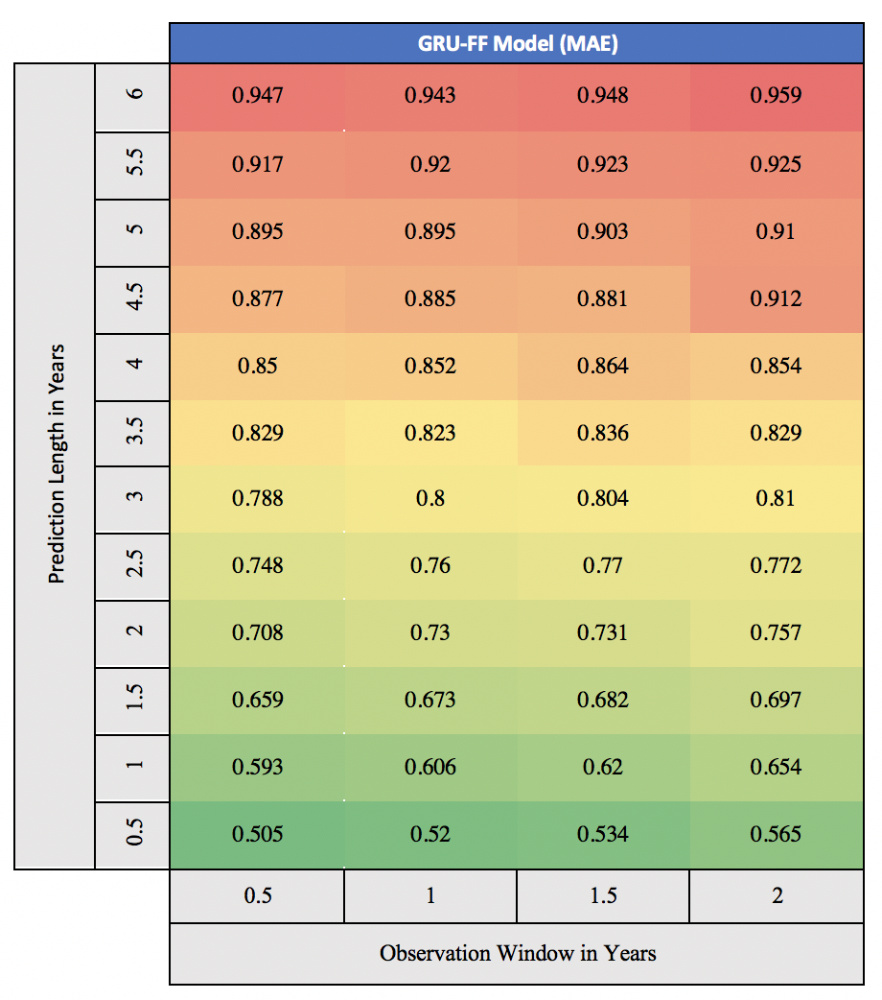 GRU-FF Model (MAE)
Prediction Length in Years
6 0.947 0.943 0.948 0.959
5.5 0.917 0.92 0.923 0.925
5 0.895 0.895 0.903 0.91
4.5 0.877 0.885 0.881 0.912
4 0.85 0.852 0.864 0.854
3.5 0.829 0.823 0.836 0.829
3 0.788 0.8 0.804 0.81
2.5 0.748 0.76 0.77 0.772
2 0.708 0.73 0.731 0.757
1.5 0.659 0.673 0.682 0.697
1 0.593 0.606 0.62 0.654
0.5 0.505 0.52 0.534 0.565
0.5 1 1.5 2
Observation Window in Years